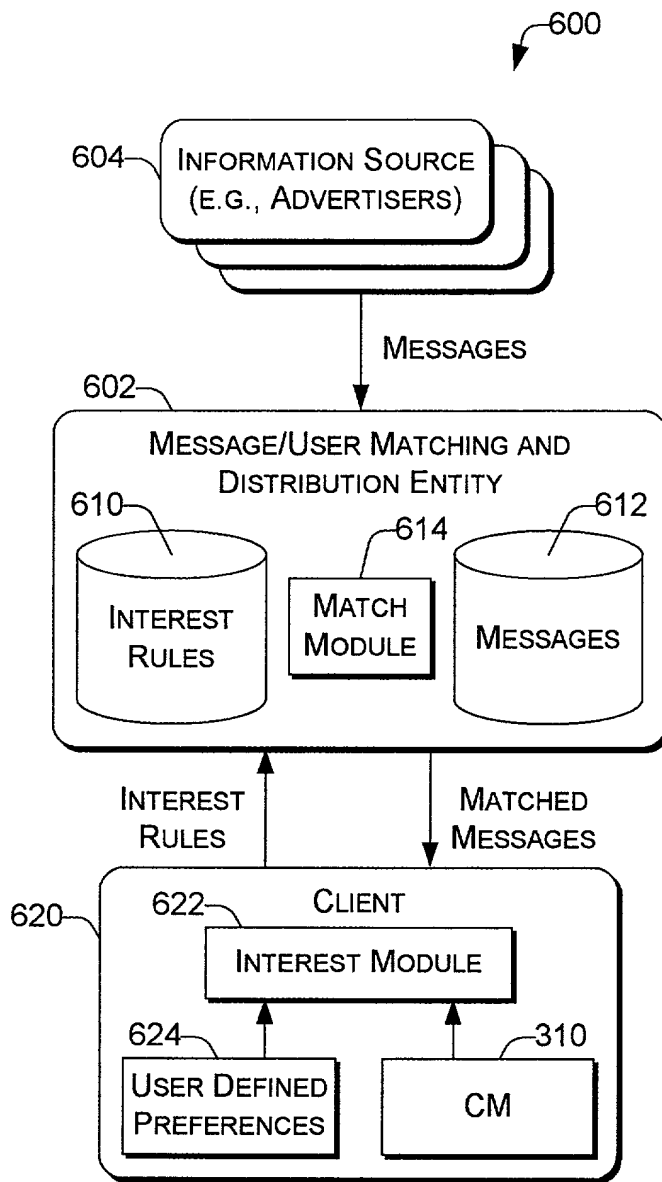 600
604
INFORMATION SOURCE
(E.G., ADVERTISERS)
MESSAGES
602
MESSAGE/USER MATCHING AND
DISTRIBUTION ENTITY
610
614
612
INTEREST
RULES
MATCH
MODULE
MESSAGES
INTEREST
RULES
MATCHED
MESSAGES
620
CLIENT
622
INTEREST MODULE
624
310
USER DEFINED
PREFERENCES
CM